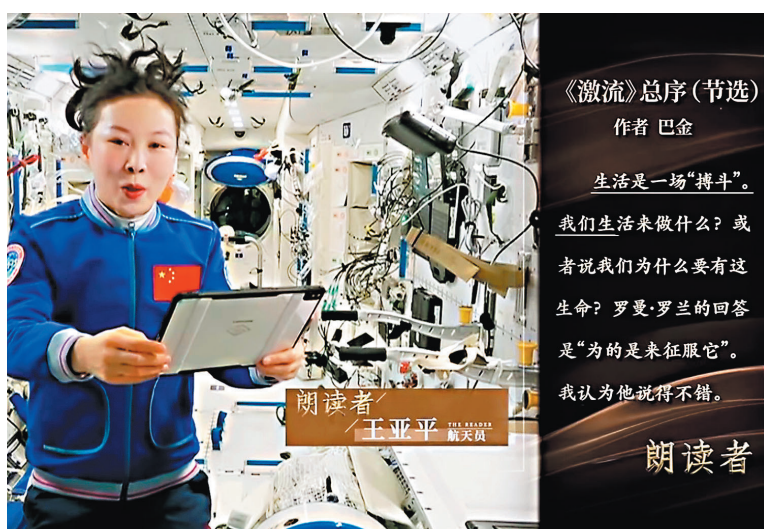 《激流》总序(节选)
作者 巴金
生活是一场“搏斗”。
我们生活来做什么？或
者说我们为什么要有这
生命？罗曼·罗兰的回答
是“为的是来征服它”。
我认为他说得不错。
朗读者
朗读者
王亚平
THE READER
航天员